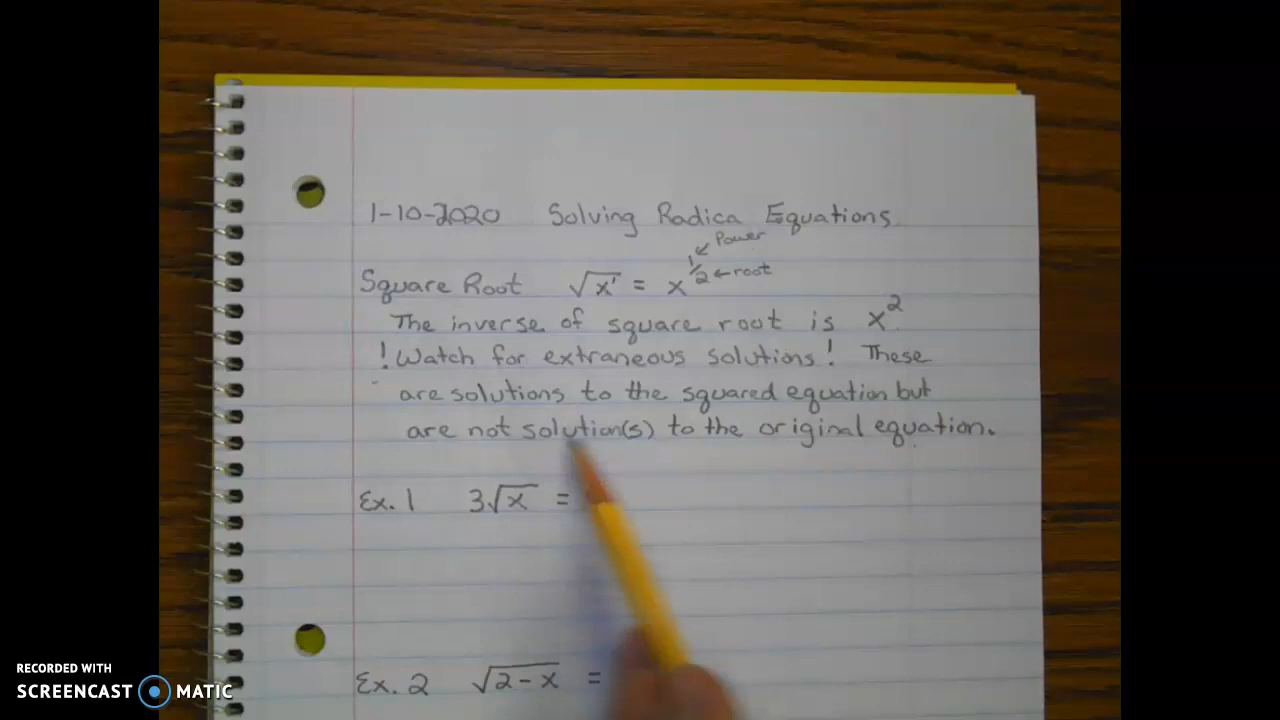 1-10-2020 Solving Radica Equations
Power
Square Root √x¹ = x^1/2 ← root
The inverse of square root is x².
! Watch for extraneous solutions! These
are solutions to the squared equation but
are not solution(s) to the original equation.
Ex. 1 3√x =
Ex. 2 √2-x =
RECORDED WITH
SCREENCAST MATIC